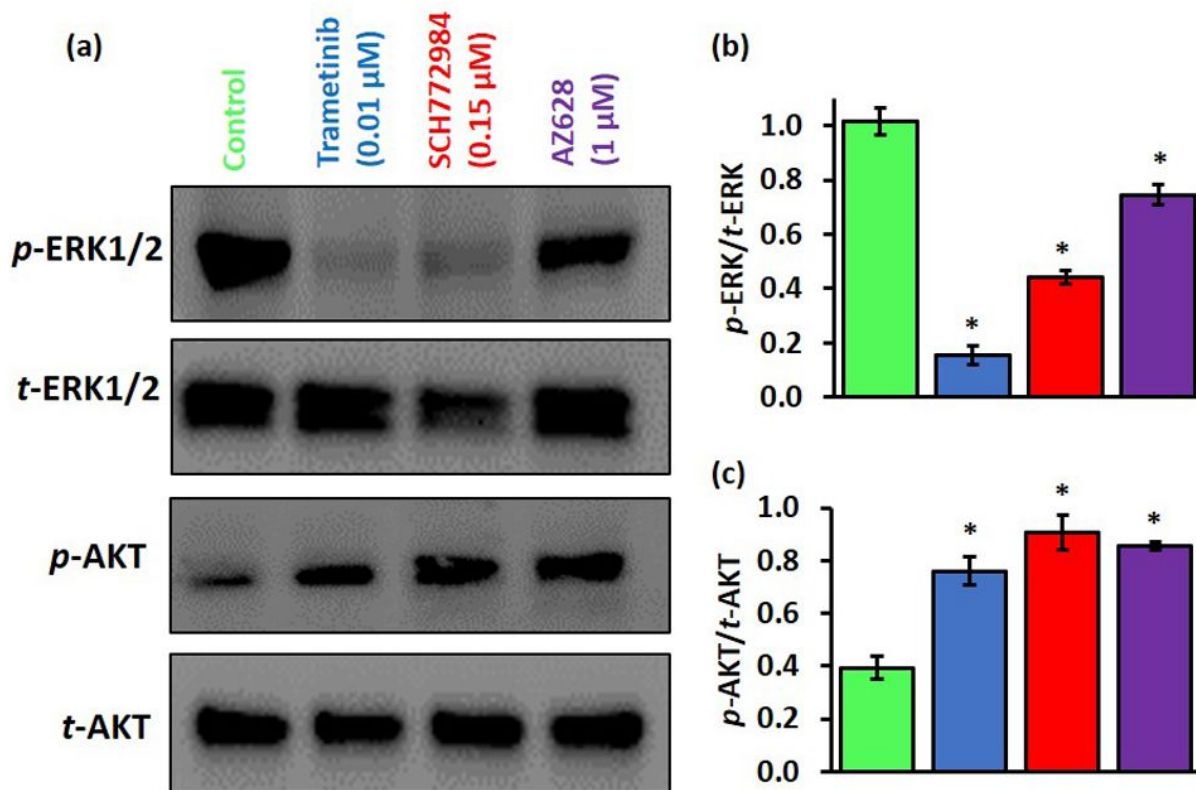 (a)
Control
Trametinib
(0.01 µM)
SCH772984
(0.15 µM)
AZ628
(1 µM)
p-ERK1/2
t-ERK1/2
p-AKT
t-AKT
(b)
p-ERK/t-ERK
1.0
0.8
0.6
0.4
0.2
0.0
*
*
*
(c)
p-AKT/t-AKT
1.0
0.8
0.6
0.4
0.2
0.0
*
*
*